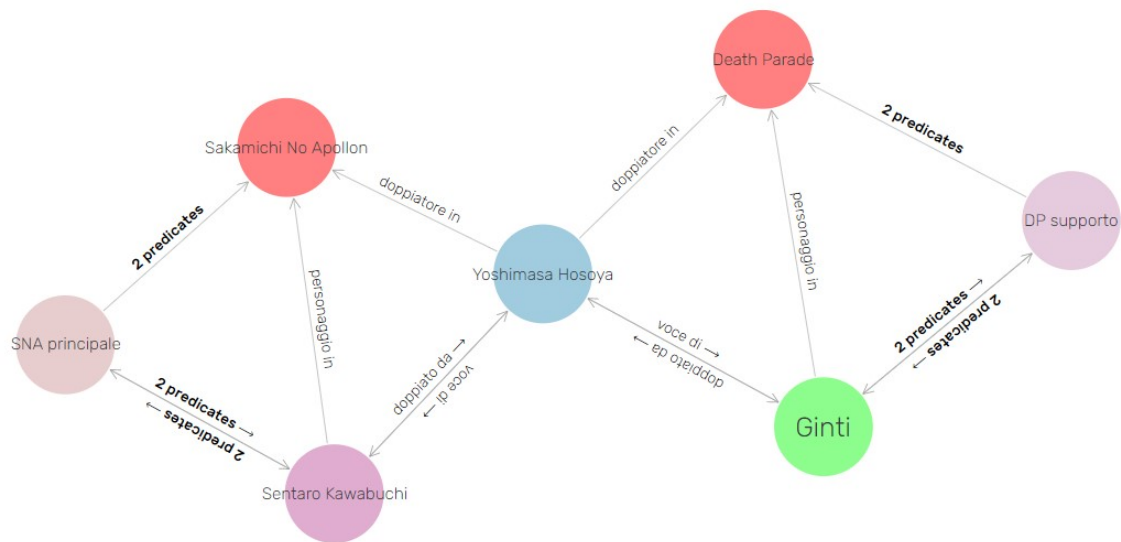 Death Parade
2 predicates
doppiatore in
Sakamichi No Apollon
doppiatore in
personaggio in
DP supporto
2 predicates
personaggio in
Yoshimasa Hosoya
2 predicates →
2 predicates →
voce di →
doppiato da →
SNA principale
doppiato da →
voce di →
2 predicates →
2 predicates →
Ginti
Sentaro Kawabuchi